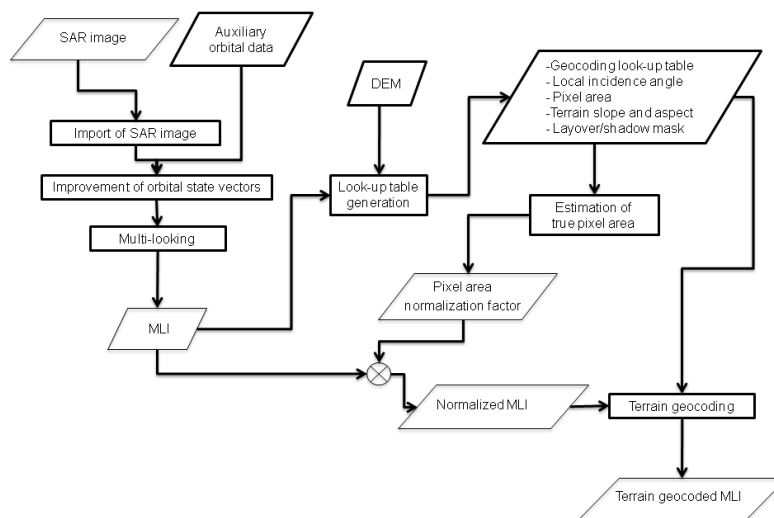 SAR image
Auxiliary
orbital data
DEM
-Geocoding look-up table
-Local incidence angle
-Pixel area
-Terrain slope and aspect
-Layover/shadow mask
Import of SAR image
Improvement of orbital state vectors
Look-up table
generation
Estimation of
true pixel area
Multi-looking
Pixel area
normalization factor
MLI
Normalized MLI
Terrain geocoding
Terrain geocoded MLI